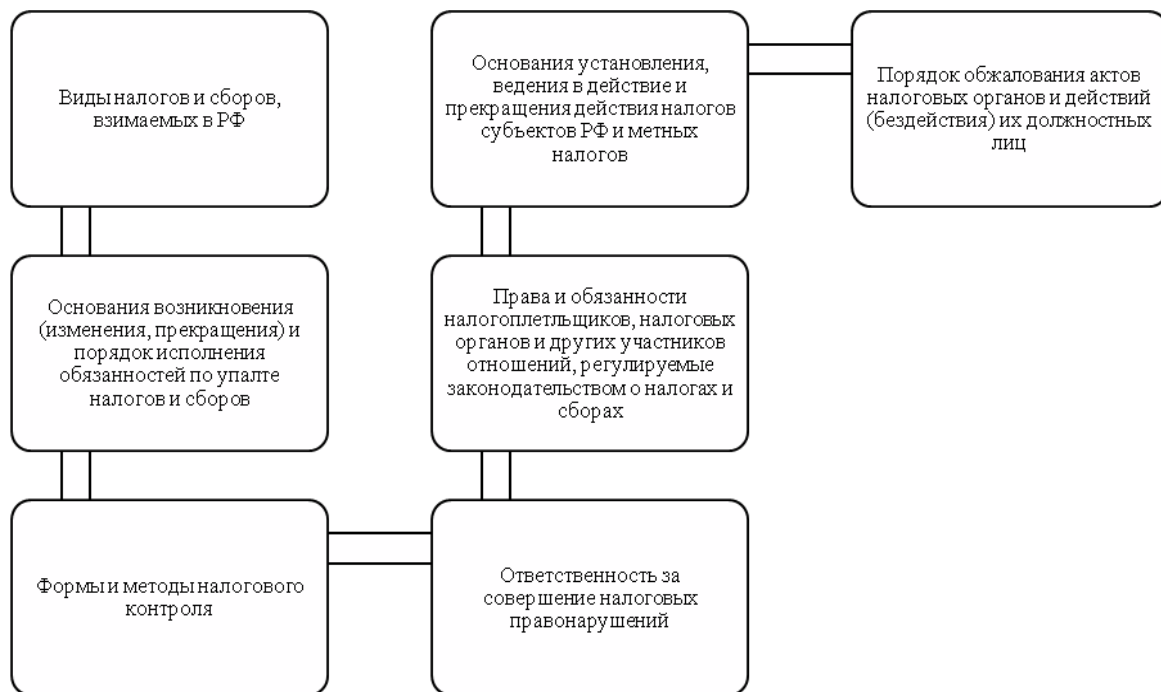 Виды налогов и сборов,
взимаемых в РФ
Основания возникновения
(изменения, прекращения) и
порядок исполнения
обязанностей по упалте
налогов и сборов
Формы и методы налогового
контроля
Ответственность за
совершение налоговых
правонарушений
Права и обязанности
налогоплетльщиков, налоговых
органов и других участников
отношений, регулируемые
законодательством о налогах и
сборах
Основания установления,
ведения в действие и
прекращения действия налогов
субъектов РФ и метных
налогов
Порядок обжалования актов
налоговых органов и действий
(бездействия) их должностных
лиц